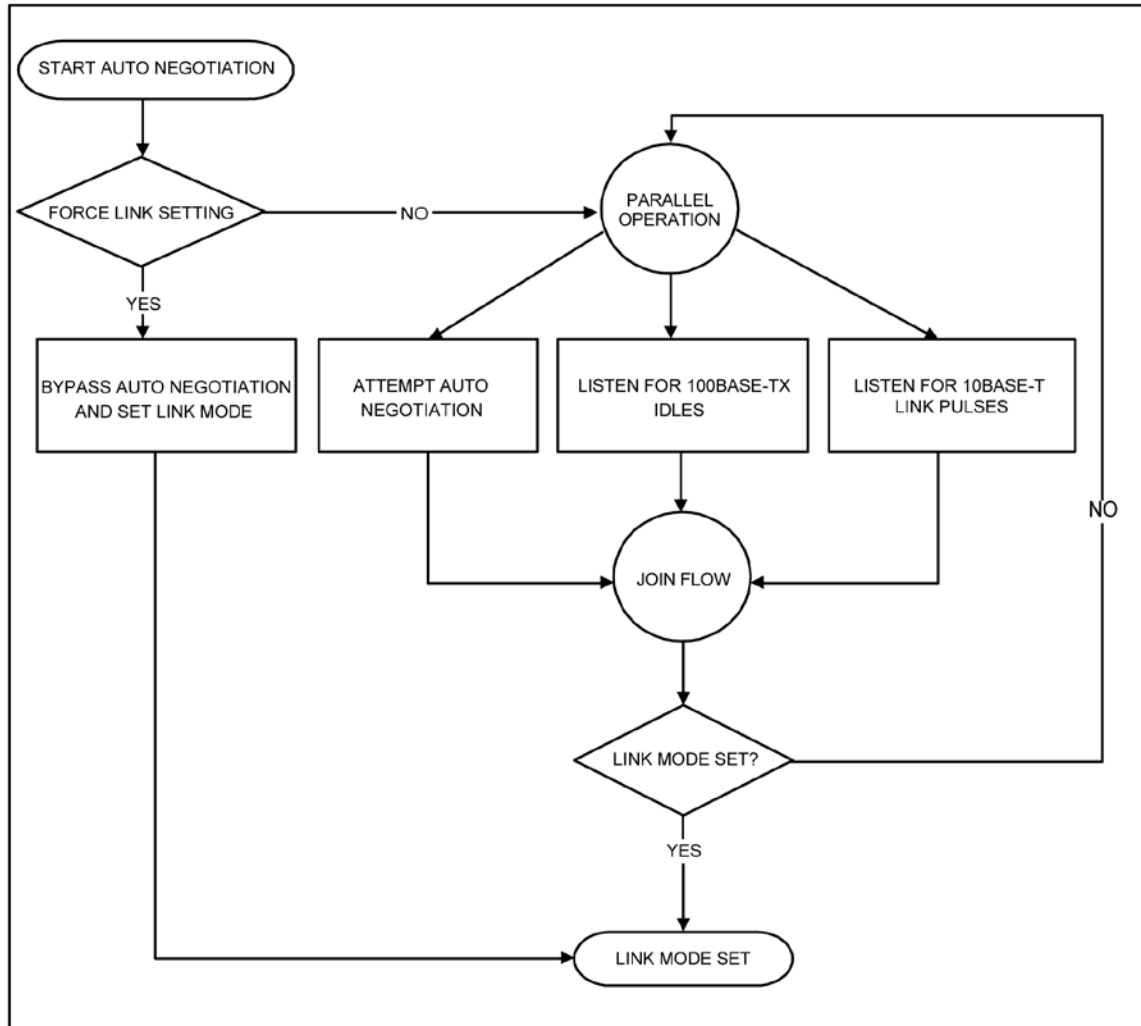 START AUTO NEGOTIATION
FORCE LINK SETTING
NO
PARALLEL
OPERATION
YES
BYPASS AUTO NEGOTIATION
AND SET LINK MODE
ATTEMPT AUTO
NEGOTIATION
LISTEN FOR 100BASE-TX
IDLES
LISTEN FOR 10BASE-T
LINK PULSES
NO
JOIN FLOW
LINK MODE SET?
YES
LINK MODE SET